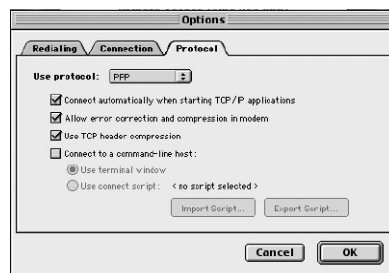 Options
Redialing Connection Protocol
Use protocol: PPP
Connect automatically when starting TCP/IP applications
Allow error correction and compression in modem
Use TCP header compression
Connect to a command-line host:
Use terminal window
Use connect script: < no script selected >
Import Script... Export Script...
Cancel OK